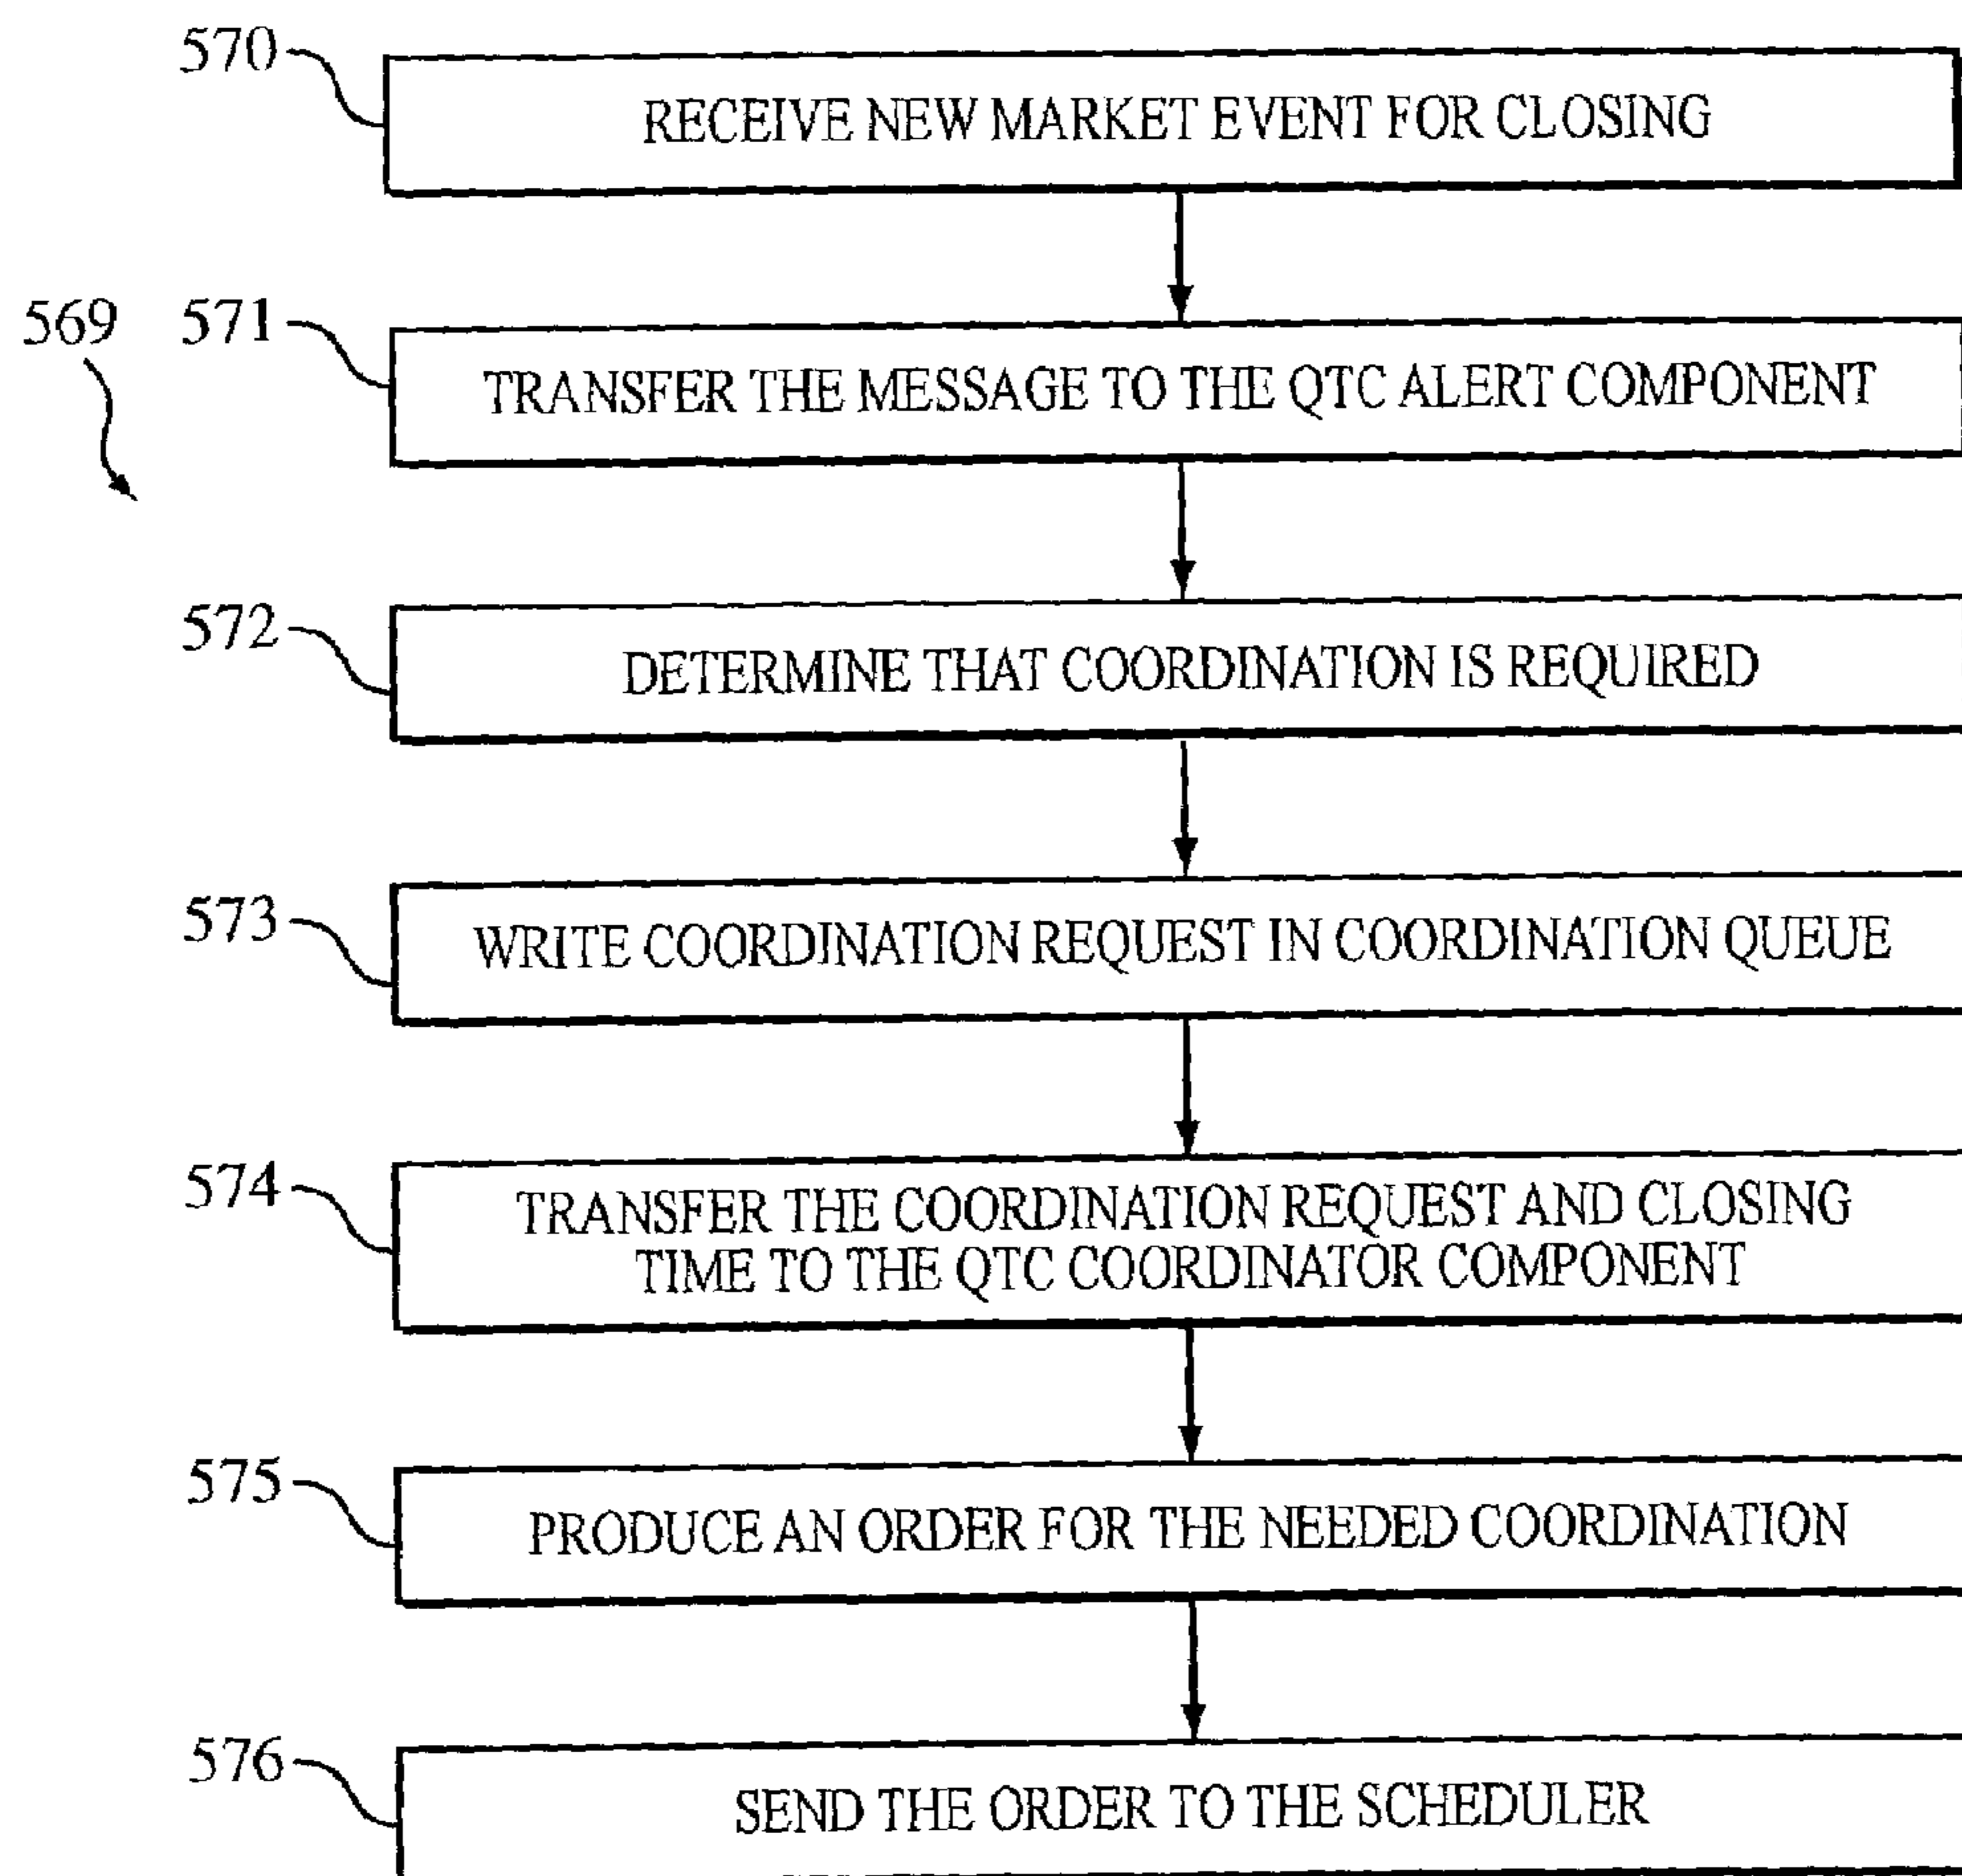 570
RECEIVE NEW MARKET EVENT FOR CLOSING
569
571
TRANSFER THE MESSAGE TO THE QTC ALERT COMPONENT
572
DETERMINE THAT COORDINATION IS REQUIRED
573
WRITE COORDINATION REQUEST IN COORDINATION QUEUE
574
TRANSFER THE COORDINATION REQUEST AND CLOSING
TIME TO THE QTC COORDINATOR COMPONENT
575
PRODUCE AN ORDER FOR THE NEEDED COORDINATION
576
SEND THE ORDER TO THE SCHEDULER